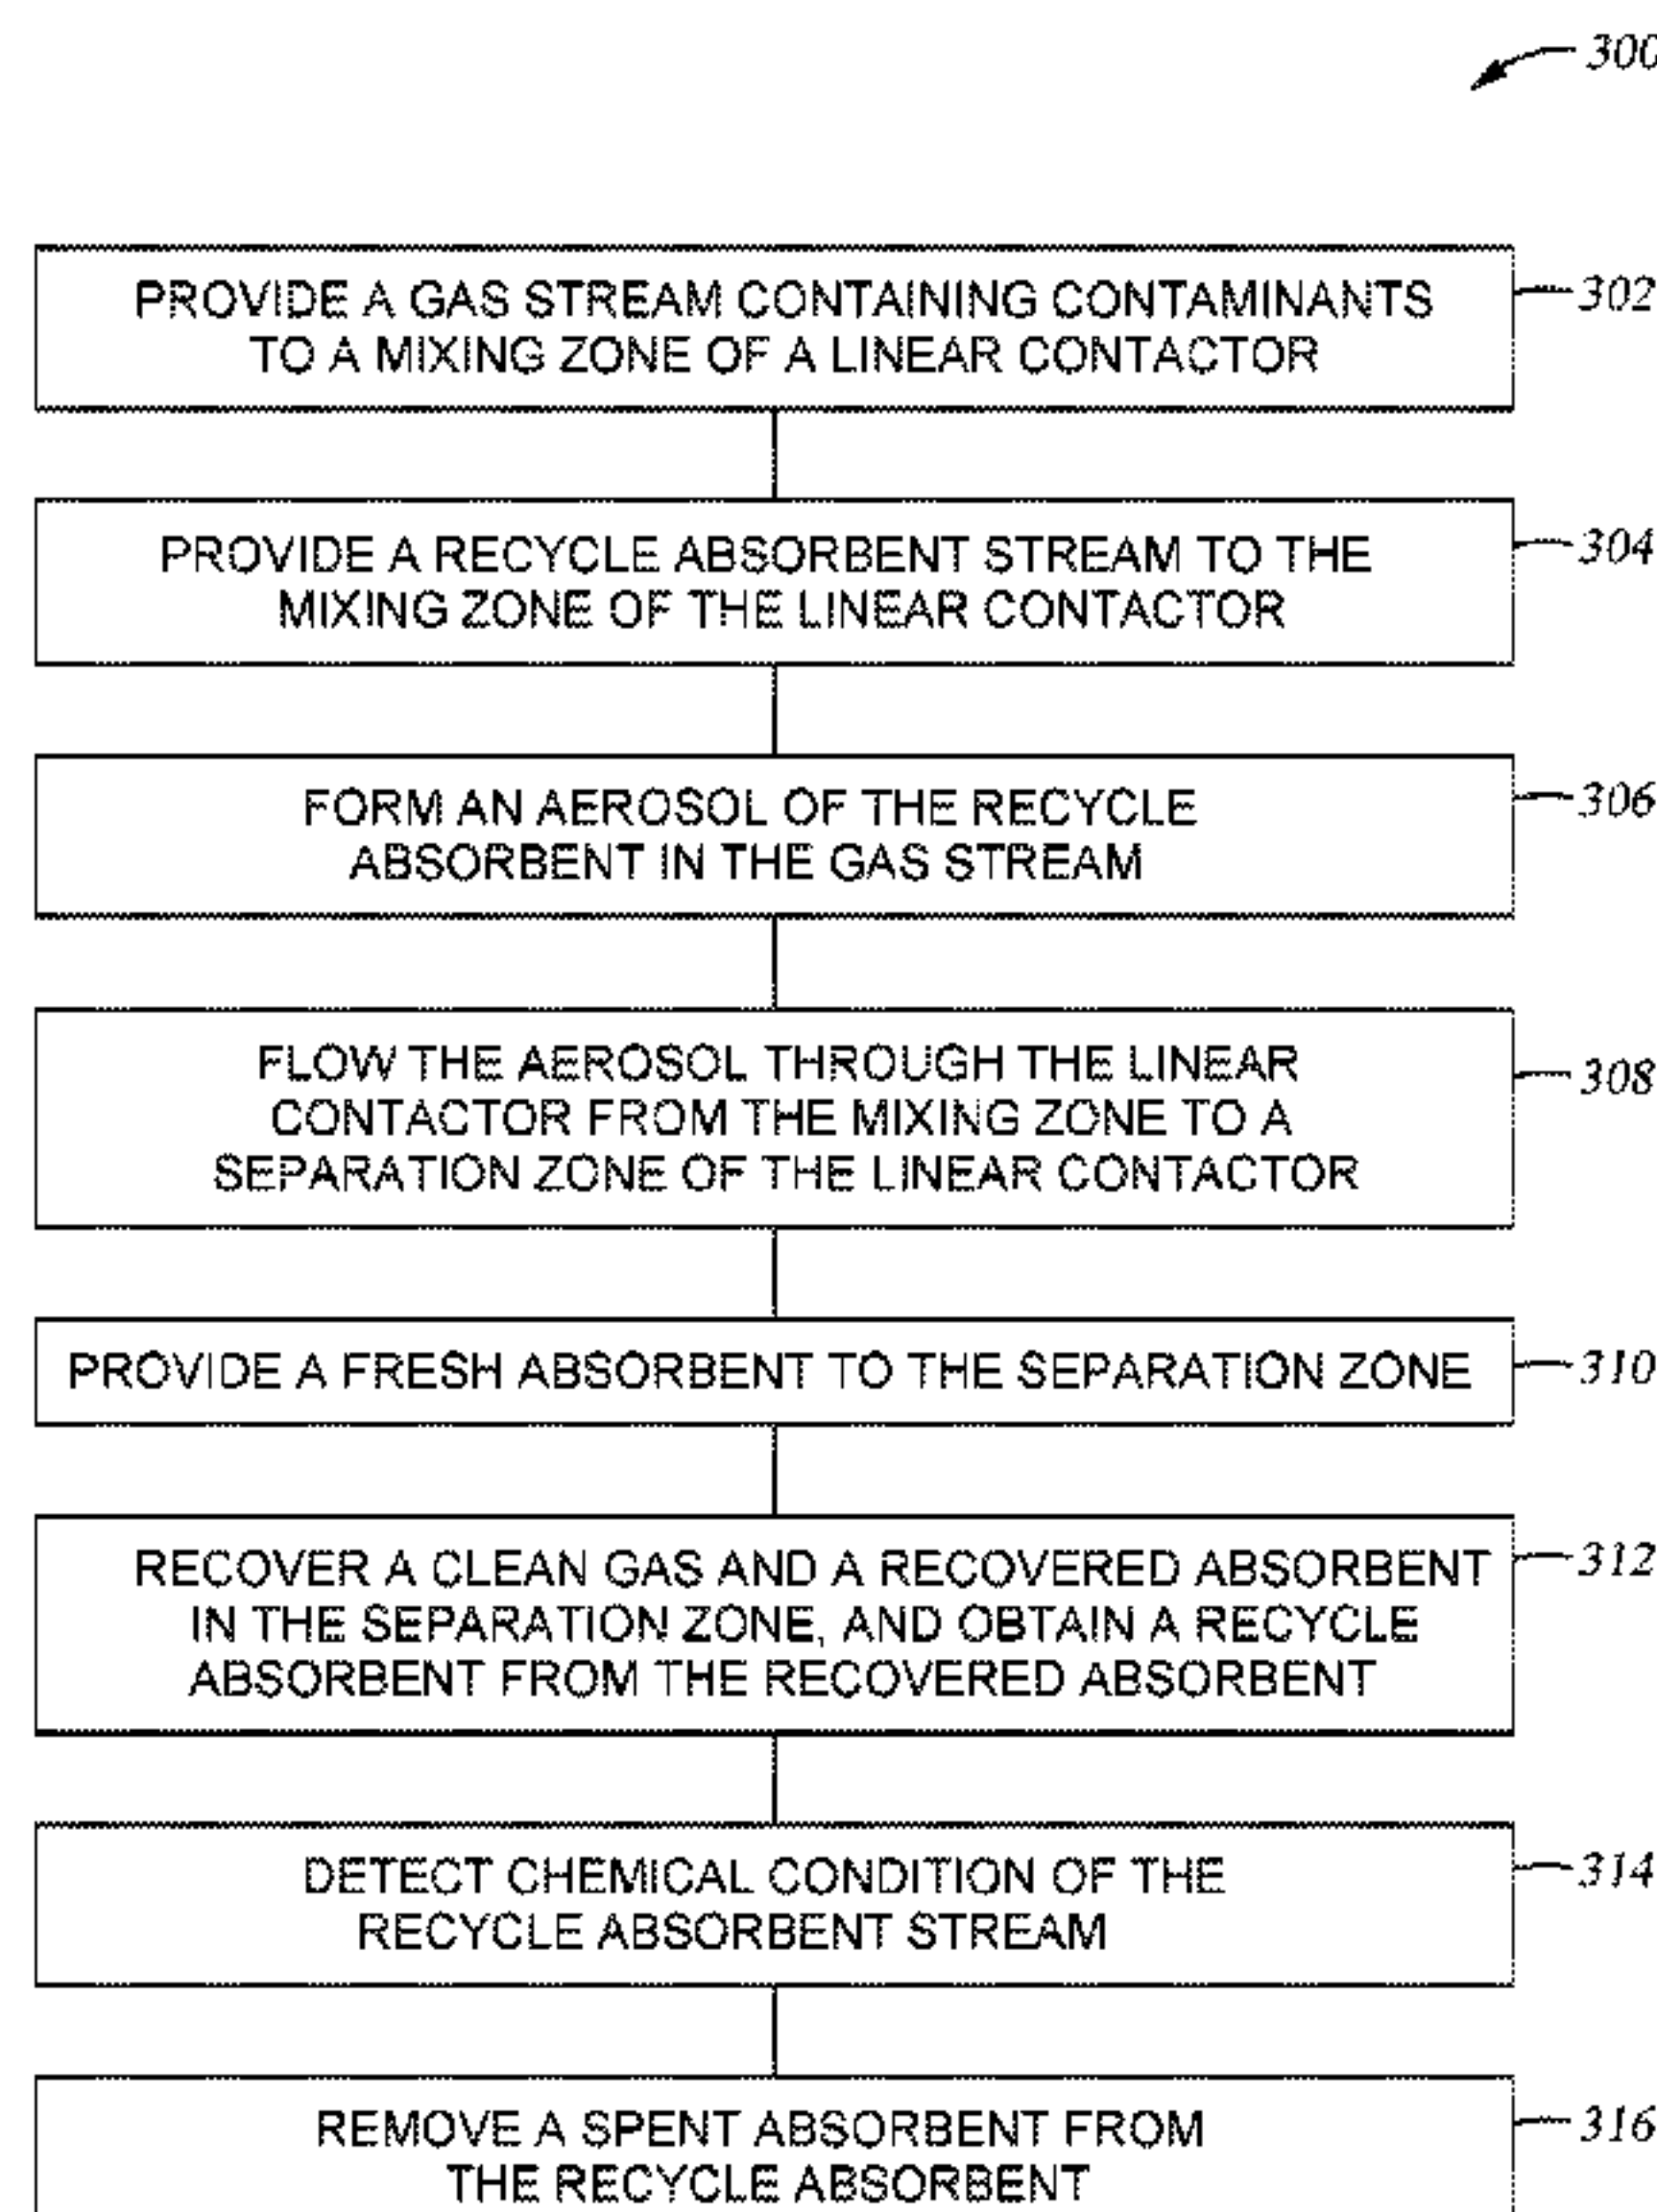 300
PROVIDE A GAS STREAM CONTAINING CONTAMINANTS
TO A MIXING ZONE OF A LINEAR CONTACTOR
302
PROVIDE A RECYCLE ABSORBENT STREAM TO THE
MIXING ZONE OF THE LINEAR CONTACTOR
304
FORM AN AEROSOL OF THE RECYCLE
ABSORBENT IN THE GAS STREAM
306
FLOW THE AEROSOL THROUGH THE LINEAR
CONTACTOR FROM THE MIXING ZONE TO A
SEPARATION ZONE OF THE LINEAR CONTACTOR
308
PROVIDE A FRESH ABSORBENT TO THE SEPARATION ZONE
310
RECOVER A CLEAN GAS AND A RECOVERED ABSORBENT
IN THE SEPARATION ZONE, AND OBTAIN A RECYCLE
ABSORBENT FROM THE RECOVERED ABSORBENT
312
DETECT CHEMICAL CONDITION OF THE
RECYCLE ABSORBENT STREAM
314
REMOVE A SPENT ABSORBENT FROM
THE RECYCLE ABSORBENT
316